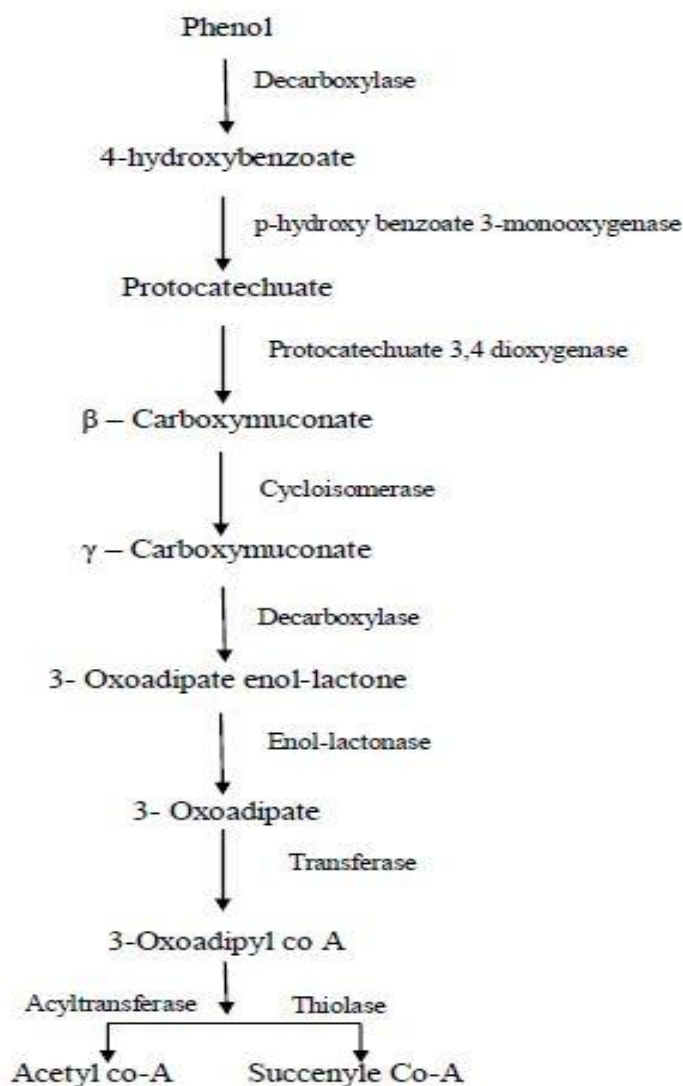 Phenol
Decarboxylase
4-hydroxybenzoate
p-hydroxy benzoate 3-monooxygenase
Protocatechuate
Protocatechuate 3,4 dioxygenase
β – Carboxymuconate
Cycloisomerase
γ – Carboxymuconate
Decarboxylase
3- Oxoadipate enol-lactone
Enol-lactonase
3- Oxoadipate
Transferase
3-Oxoadipyl co A
Acyltransferase Thiolase
Acetyl co-A Succenyle Co-A